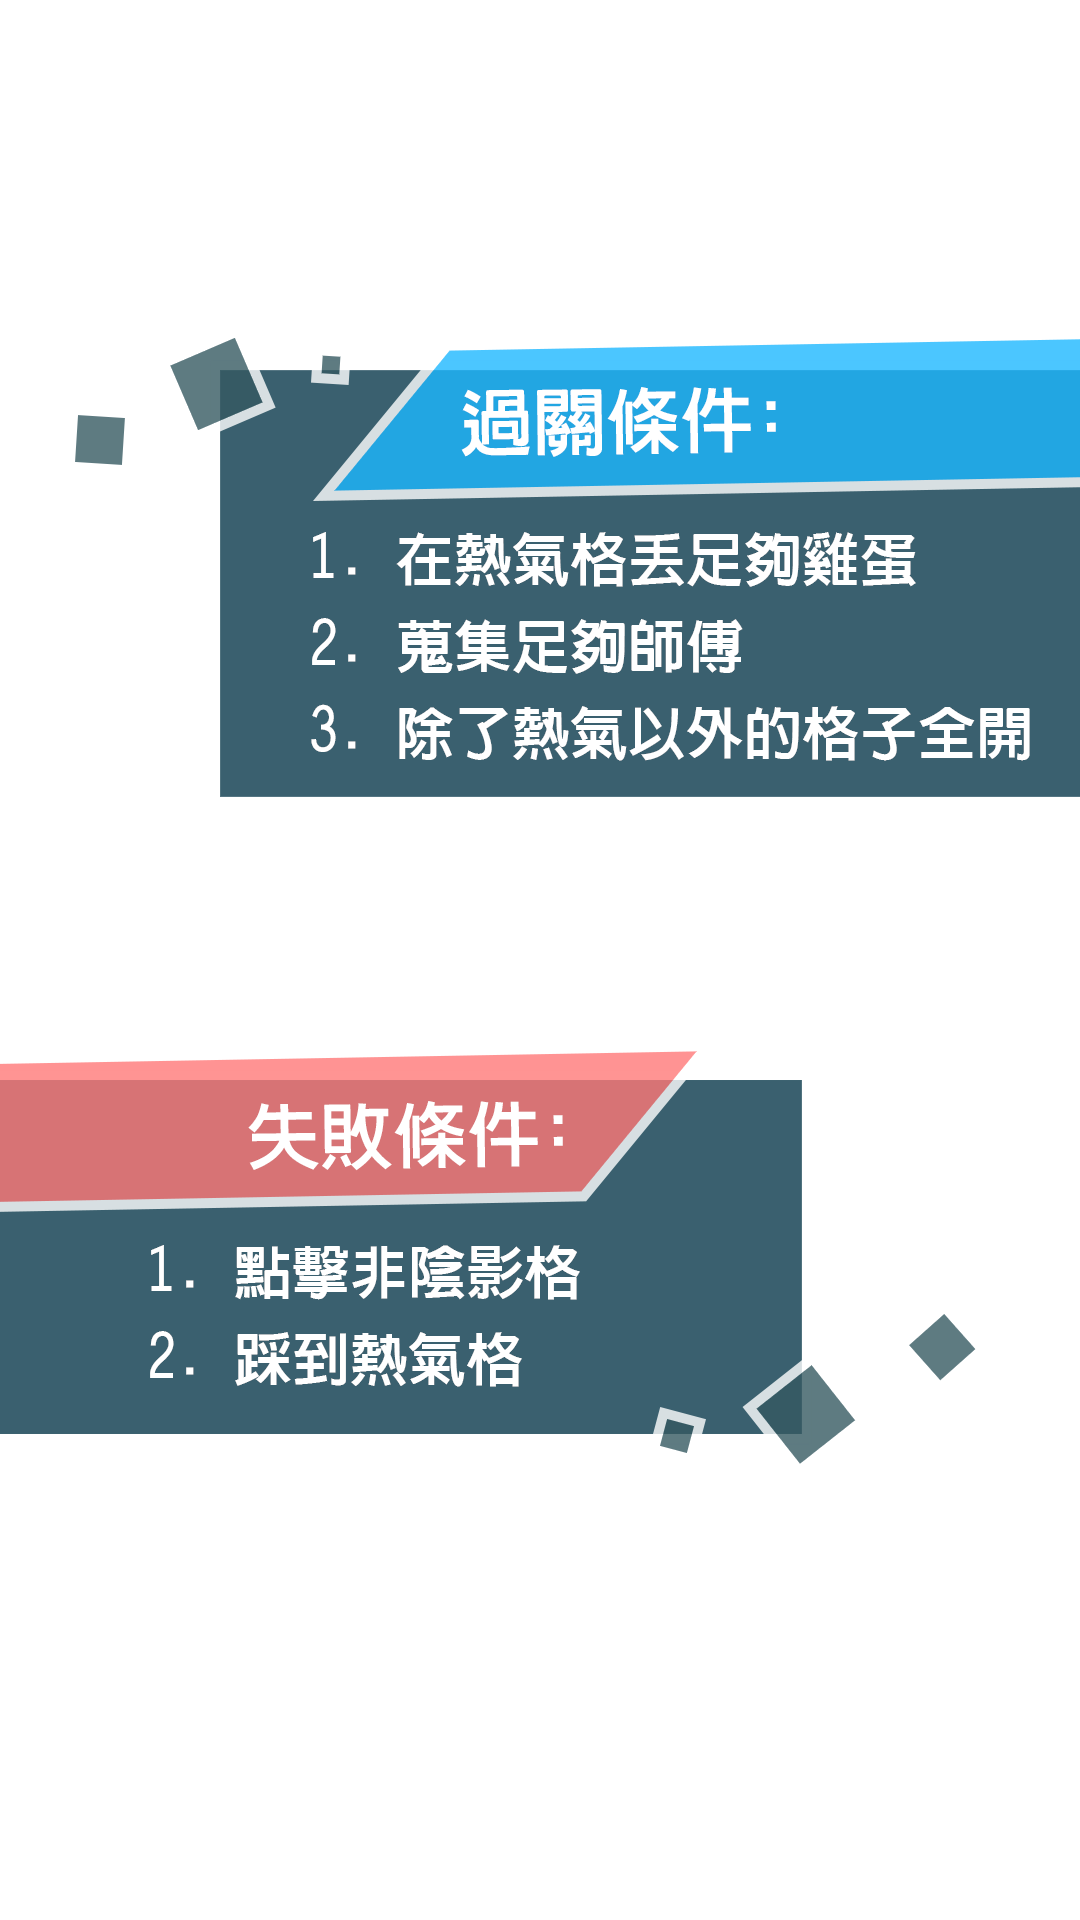 過關條件:
1. 在熱氣格丟足夠雞蛋
2. 蒐集足夠師傅
3. 除了熱氣以外的格子全開
失敗條件:
1. 點擊非陰影格
2. 踩到熱氣格